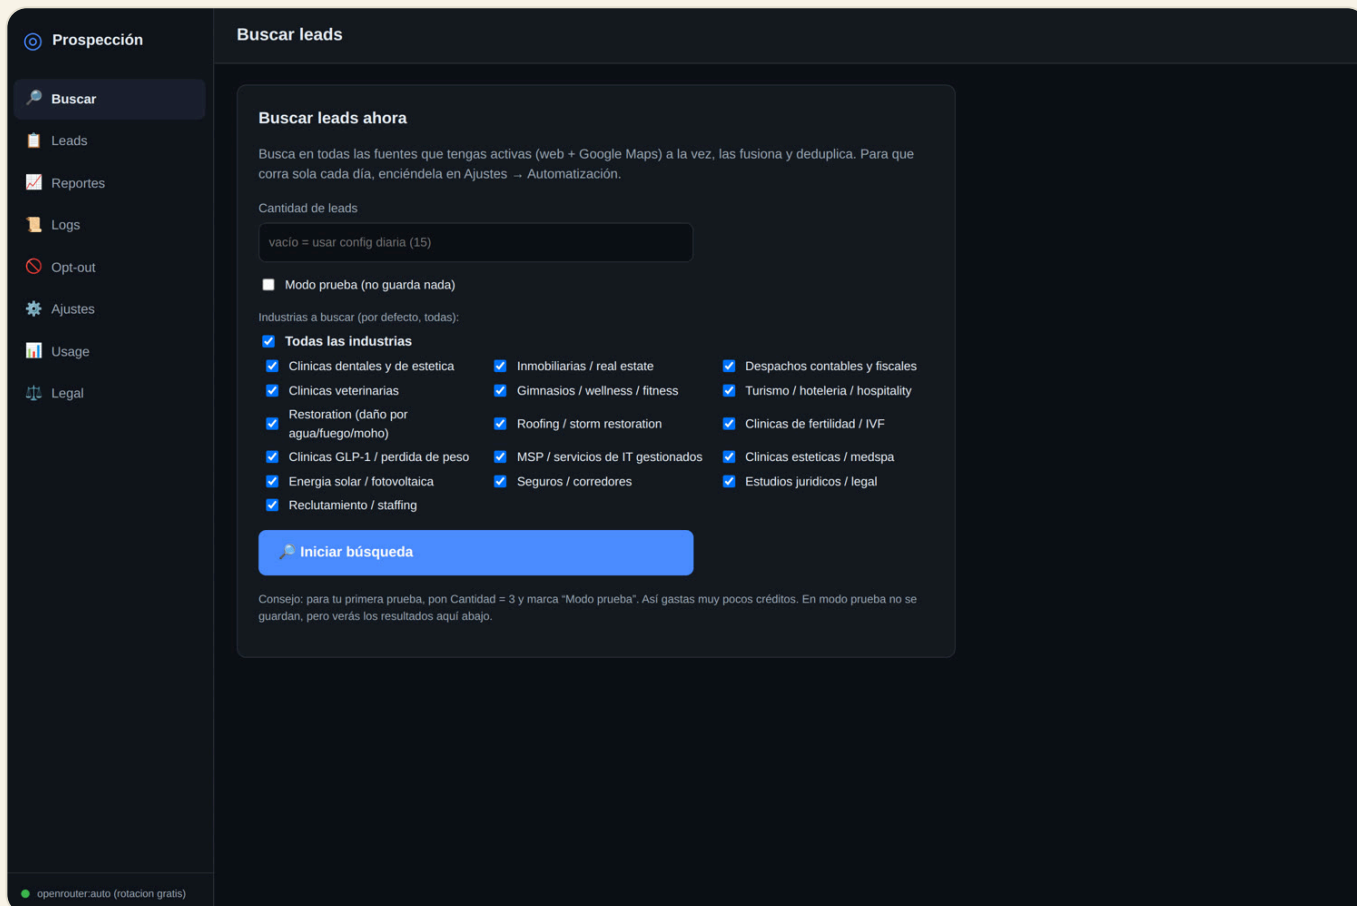 Prospección
Buscar
Leads
Reportes
Logs
Opt-out
Ajustes
Usage
Legal
openrouter:auto (rotacion gratis)
Buscar leads
Buscar leads ahora
Busca en todas las fuentes que tengas activas (web + Google Maps) a la vez, las fusiona y deduplica. Para que
corra sola cada día, enciéndela en Ajustes → Automatización.
Cantidad de leads
vacío = usar config diaria (15)
Modo prueba (no guarda nada)
Industrias a buscar (por defecto, todas):
Todas las industrias
Clinicas dentales y de estetica
Inmobiliarias / real estate
Despachos contables y fiscales
Clinicas veterinarias
Gimnasios / wellness / fitness
Turismo / hoteleria / hospitality
Restoration (daño por
agua/fuego/moho)
Roofing / storm restoration
Clinicas de fertilidad / IVF
Clinicas GLP-1 / perdida de peso
MSP / servicios de IT gestionados
Clinicas esteticas / medspa
Energia solar / fotovoltaica
Seguros / corredores
Estudios juridicos / legal
Reclutamiento / staffing
Iniciar búsqueda
Consejo: para tu primera prueba, pon Cantidad = 3 y marca “Modo prueba”. Así gastas muy pocos créditos. En modo prueba no se
guardan, pero verás los resultados aquí abajo.